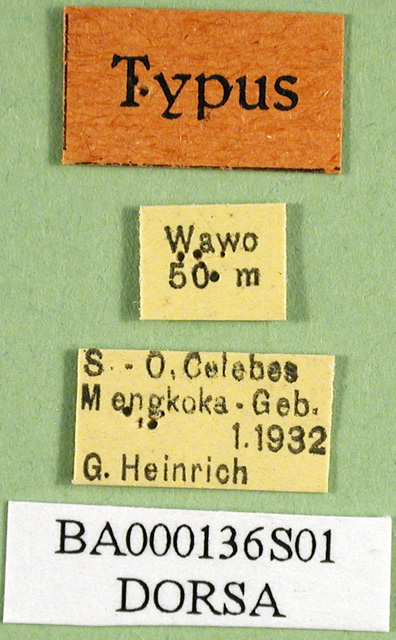 Typus
Wawo
50 m
S.-O. Celebes
Mengkoka-Geb.
1.1932
G. Heinrich
BA000136S01
DORSA